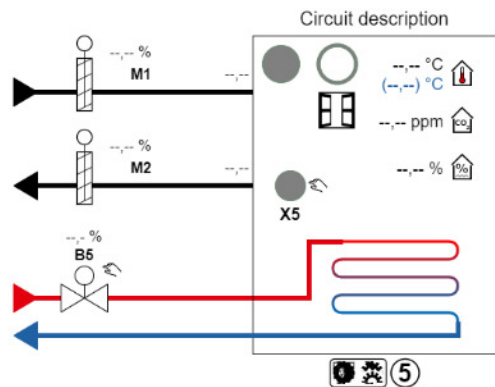 Circuit description
--,-- %
M1
--,--
--,-- °C
(--,--) °C
--,-- ppm
CO₂
--,-- %
M2
--,--
--,-- %
%
X5
--,- %
B5
5